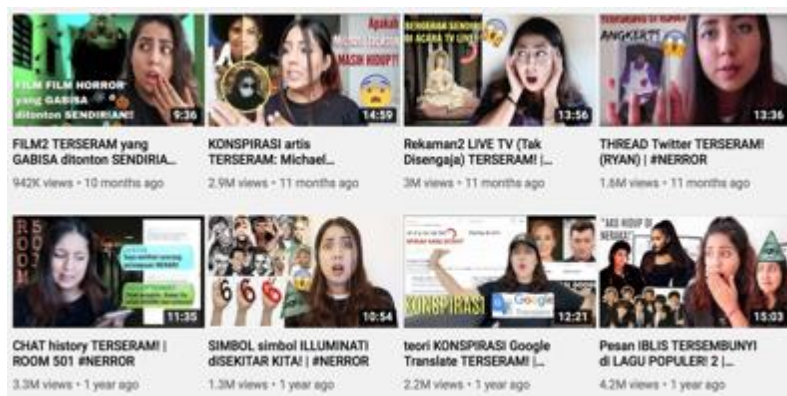 FILM FILM HORROR
yang GABISA
ditonton SENDIRIAN!!
9:36
Apakah
MASIH HIDUP?!
14:59
BERGERAK SENDIRI
DI ACARA TV LIVE!
13:56
ANGKER?!
13:36
FILM2 TERSERAM yang
GABISA ditonton SENDIRIA...
942K views • 10 months ago
KONSPIRASI artis
TERSERAM: Michael...
2.9M views • 11 months ago
Rekaman2 LIVE TV (Tak
Disengaja) TERSERAM! |...
3M views • 11 months ago
THREAD Twitter TERSERAM!
(RYAN) | #NERROR
1.6M views • 11 months ago
11:35
666
10:54
KONSPIRASI
Google
Translate
12:21
"AKU HIDUP DI
NERAKA"
15:03
CHAT history TERSERAM! |
ROOM 501 #NERROR
3.3M views • 1 year ago
SIMBOL simbol ILLUMINATI
diSEKITAR KITA! | #NERROR
1.3M views • 1 year ago
teori KONSPIRASI Google
Translate TERSERAM! |...
2.2M views • 1 year ago
Pesan IBLIS TERSEMBUNYI
di LAGU POPULER! 2 |...
4.2M views • 1 year ago